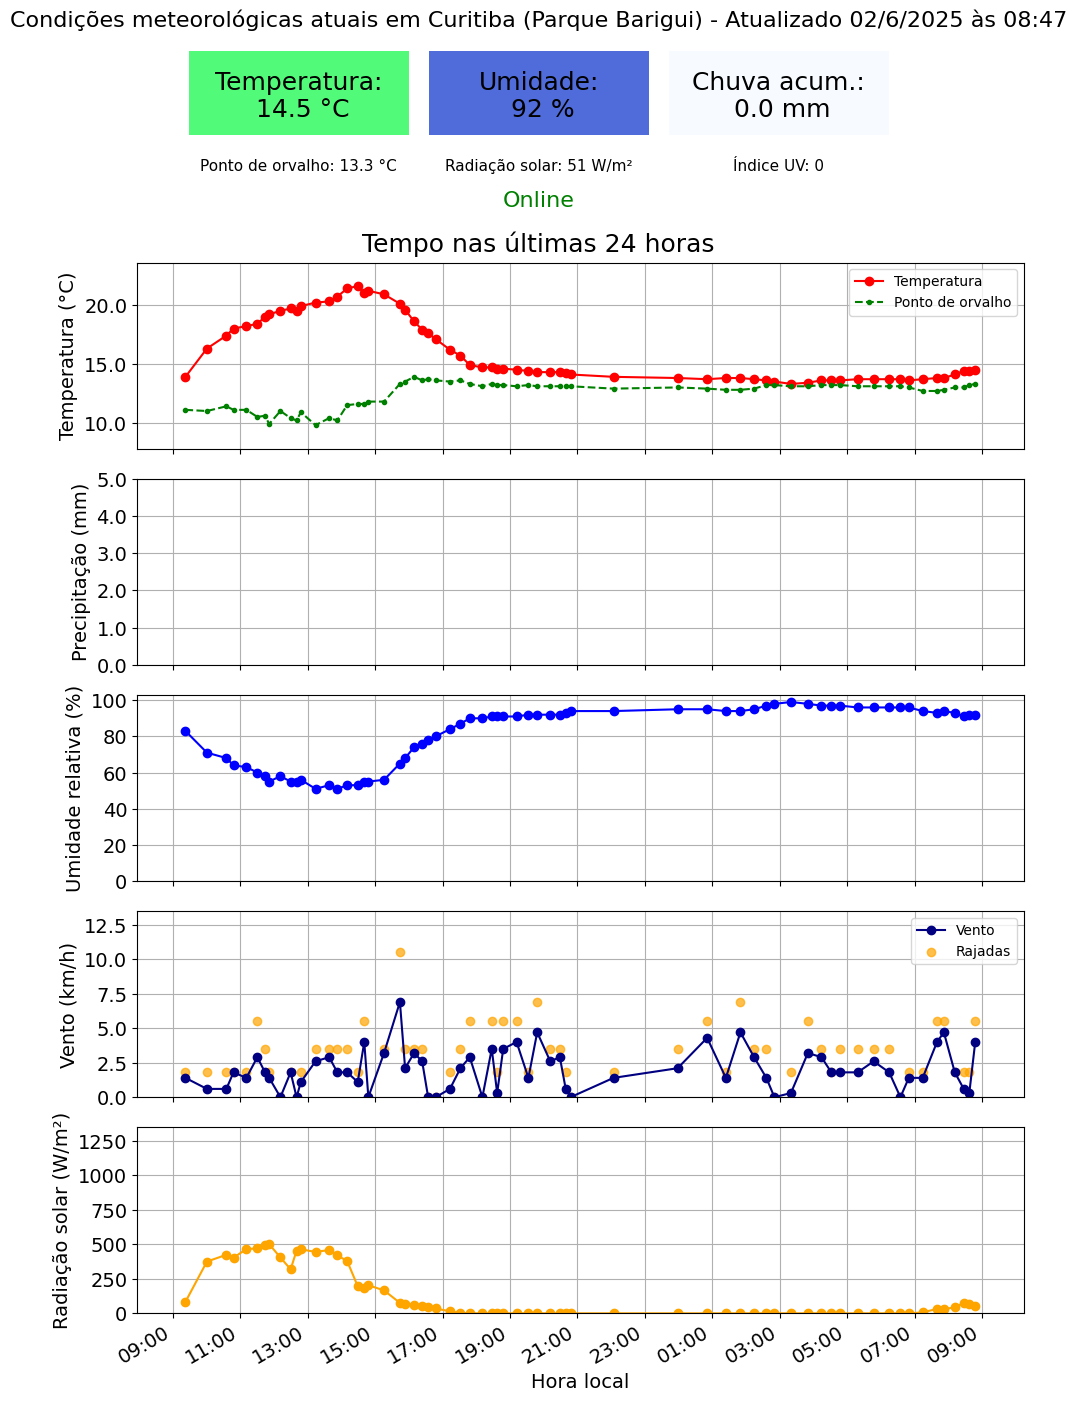 Condições meteorológicas atuais em Curitiba (Parque Barigui) - Atualizado 02/6/2025 às 08:47
Temperatura:
14.5 °C
Umidade:
92 %
Chuva acum.:
0.0 mm
Ponto de orvalho: 13.3 °C
Radiação solar: 51 W/m²
Índice UV: 0
Online
Tempo nas últimas 24 horas
Temperatura (°C)
20.0
15.0
10.0
Temperatura
Ponto de orvalho
Precipitação (mm)
5.0
4.0
3.0
2.0
1.0
0.0
Umidade relativa (%)
100
80
60
40
20
0
Vento (km/h)
12.5
10.0
7.5
5.0
2.5
0.0
Vento
Rajadas
Radiação solar (W/m²)
1250
1000
750
500
250
0
09:00
11:00
13:00
15:00
17:00
19:00
21:00
23:00
01:00
03:00
05:00
07:00
09:00
Hora local